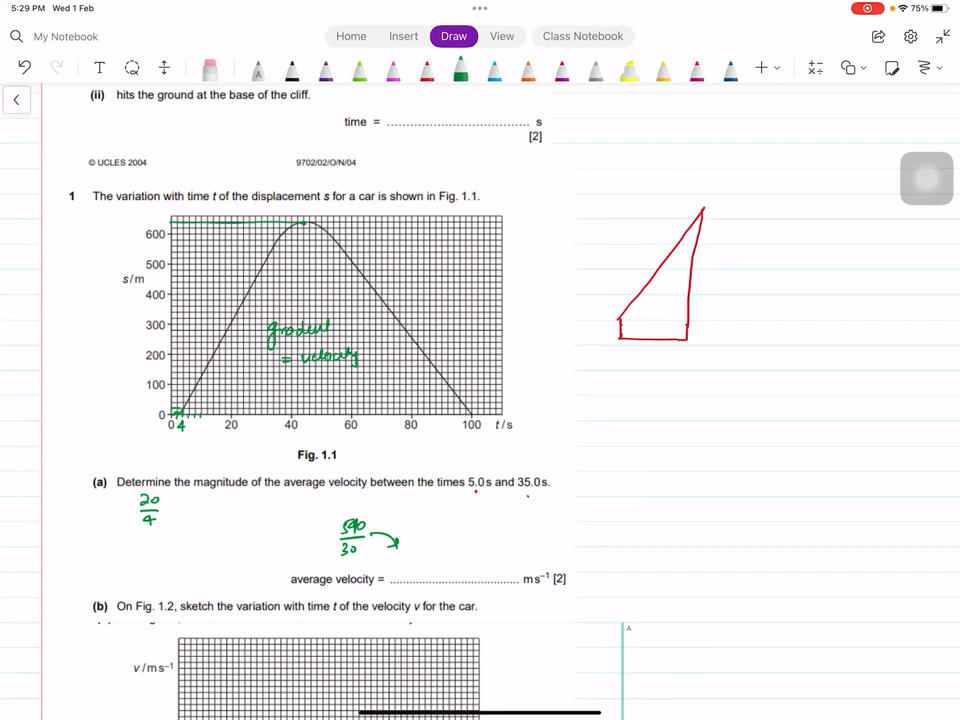 5:29 PM Wed 1 Feb
75%
My Notebook
Home Insert Draw View Class Notebook
(ii) hits the ground at the base of the cliff.
time = ........................................ s
[2]
© UCLES 2004 9702/02/O/N/04
1 The variation with time t of the displacement s for a car is shown in Fig. 1.1.
600
500
s/m
400
300
200
100
0
0 20 40 60 80 100 t/s
4
gradient
= velocity
Fig. 1.1
(a) Determine the magnitude of the average velocity between the times 5.0s and 35.0s.
20
4
540
30
average velocity = ........................................ m s⁻¹ [2]
(b) On Fig. 1.2, sketch the variation with time t of the velocity v for the car.
v/ms⁻¹
A